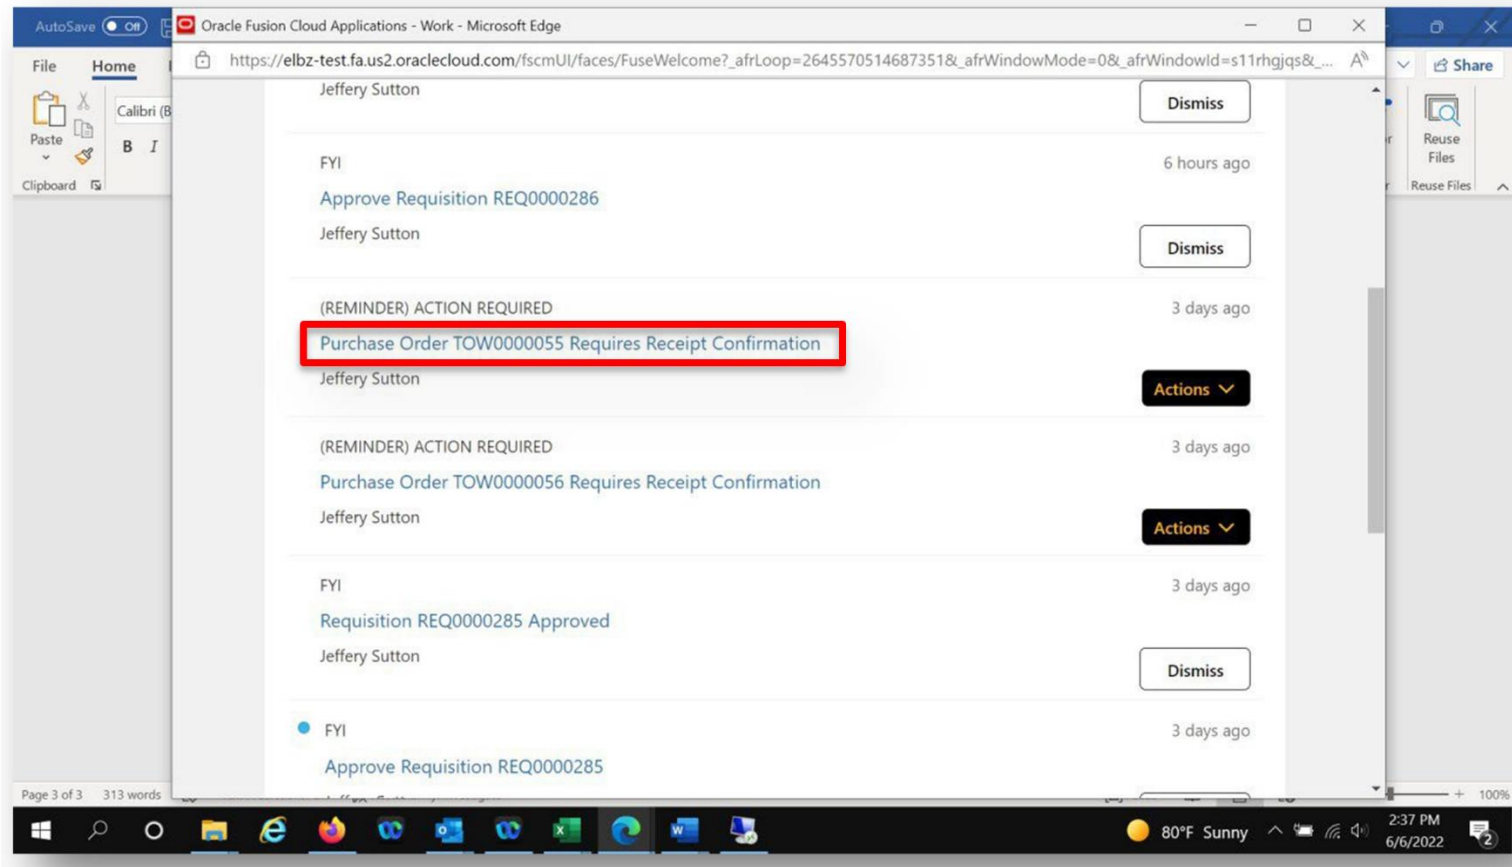 AutoSave Off
Oracle Fusion Cloud Applications - Work - Microsoft Edge
https://elbz-test.fa.us2.oraclecloud.com/fscmUI/faces/FuseWelcome?_afrLoop=2645570514687351&_afrWindowMode=0&_afrWindowId=s11rhgjqs&_...
File
Home
Share
Calibri (B
Paste
B I
Clipboard
Reuse
Files
Reuse Files
Jeffery Sutton
Dismiss
FYI
6 hours ago
Approve Requisition REQ0000286
Jeffery Sutton
Dismiss
(REMINDER) ACTION REQUIRED
3 days ago
Purchase Order TOW0000055 Requires Receipt Confirmation
Jeffery Sutton
Actions
(REMINDER) ACTION REQUIRED
3 days ago
Purchase Order TOW0000056 Requires Receipt Confirmation
Jeffery Sutton
Actions
FYI
3 days ago
Requisition REQ0000285 Approved
Jeffery Sutton
Dismiss
FYI
3 days ago
Approve Requisition REQ0000285
Page 3 of 3 313 words
100%
80°F Sunny
2:37 PM
6/6/2022
2